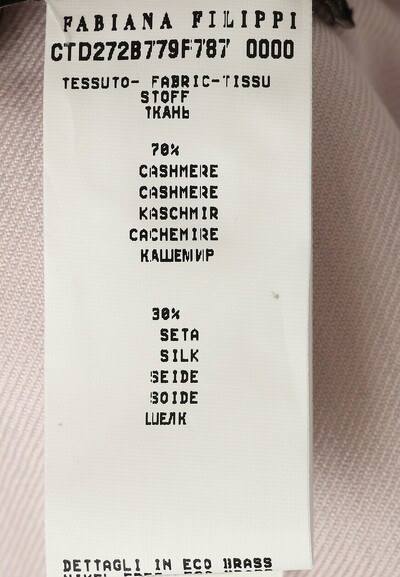 FABIANA FILIPPI
CTD272B779F787 0000
TESSUTO- FABRIC-TISSU
STOFF
ТКАНЬ
70%
CASHMERE
CASHMERE
KASCHMIR
CACHEMIRE
КАШЕМИР
30%
SETA
SILK
SEIDE
SOIDE
ШЕЛК
DETTAGLI IN ECO BRASS